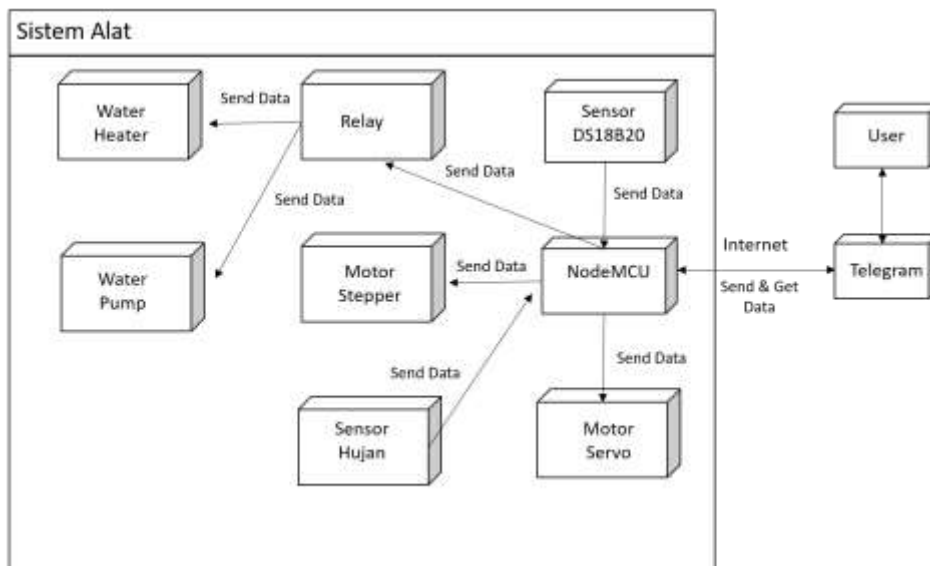 Sistem Alat
Water
Heater
Send Data
Relay
Sensor
DS18B20
User
Send Data
Send Data
Send Data
Water
Pump
Motor
Stepper
Send Data
NodeMCU
Internet
Send & Get
Data
Telegram
Send Data
Send Data
Sensor
Hujan
Motor
Servo